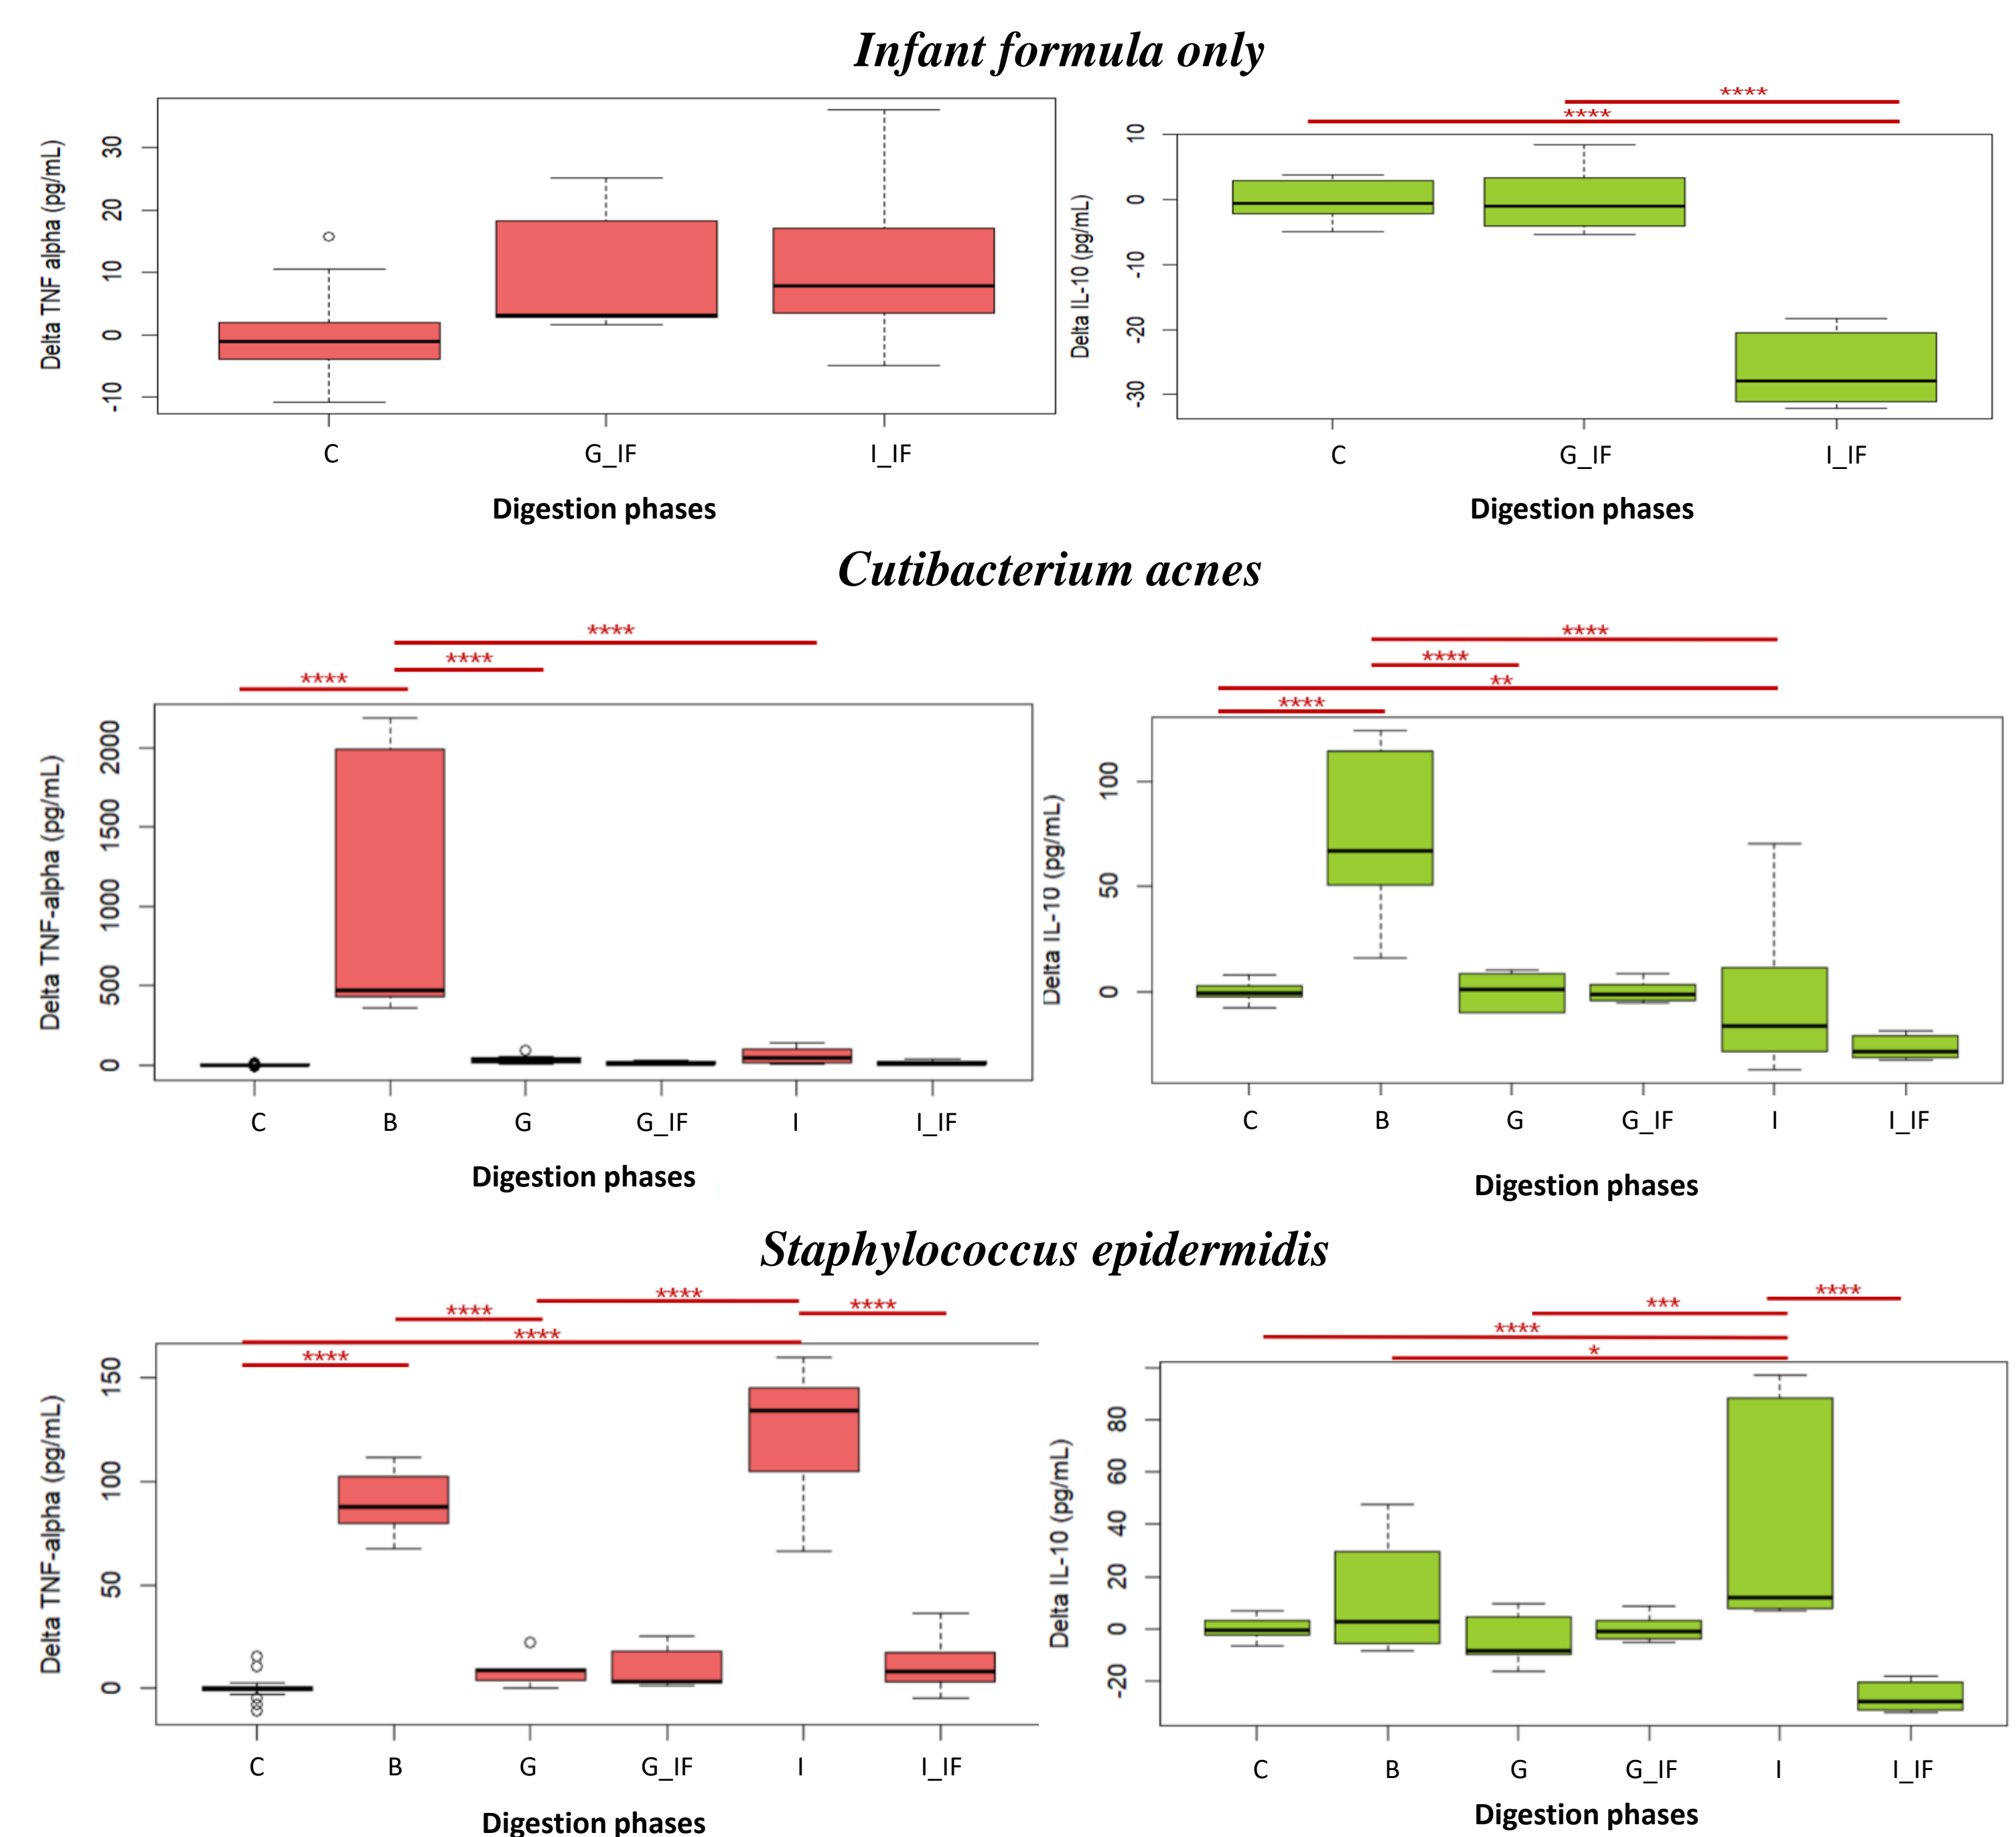 Infant formula only
****
****
Delta TNF alpha (pg/mL)
30
20
10
0
-10
C G_IF I_IF
Digestion phases
Delta IL-10 (pg/mL)
10
0
-10
-20
-30
C G_IF I_IF
Digestion phases
Cutibacterium acnes
****
****
****
Delta TNF-alpha (pg/mL)
2000
1500
1000
500
0
C B G G_IF I I_IF
Digestion phases
****
****
**
****
Delta IL-10 (pg/mL)
100
50
0
C B G G_IF I I_IF
Digestion phases
Staphylococcus epidermidis
****
****
****
****
****
Delta TNF-alpha (pg/mL)
150
100
50
0
C B G G_IF I I_IF
Digestion phases
****
***
****
*
Delta IL-10 (pg/mL)
80
60
40
20
0
-20
C B G G_IF I I_IF
Digestion phases